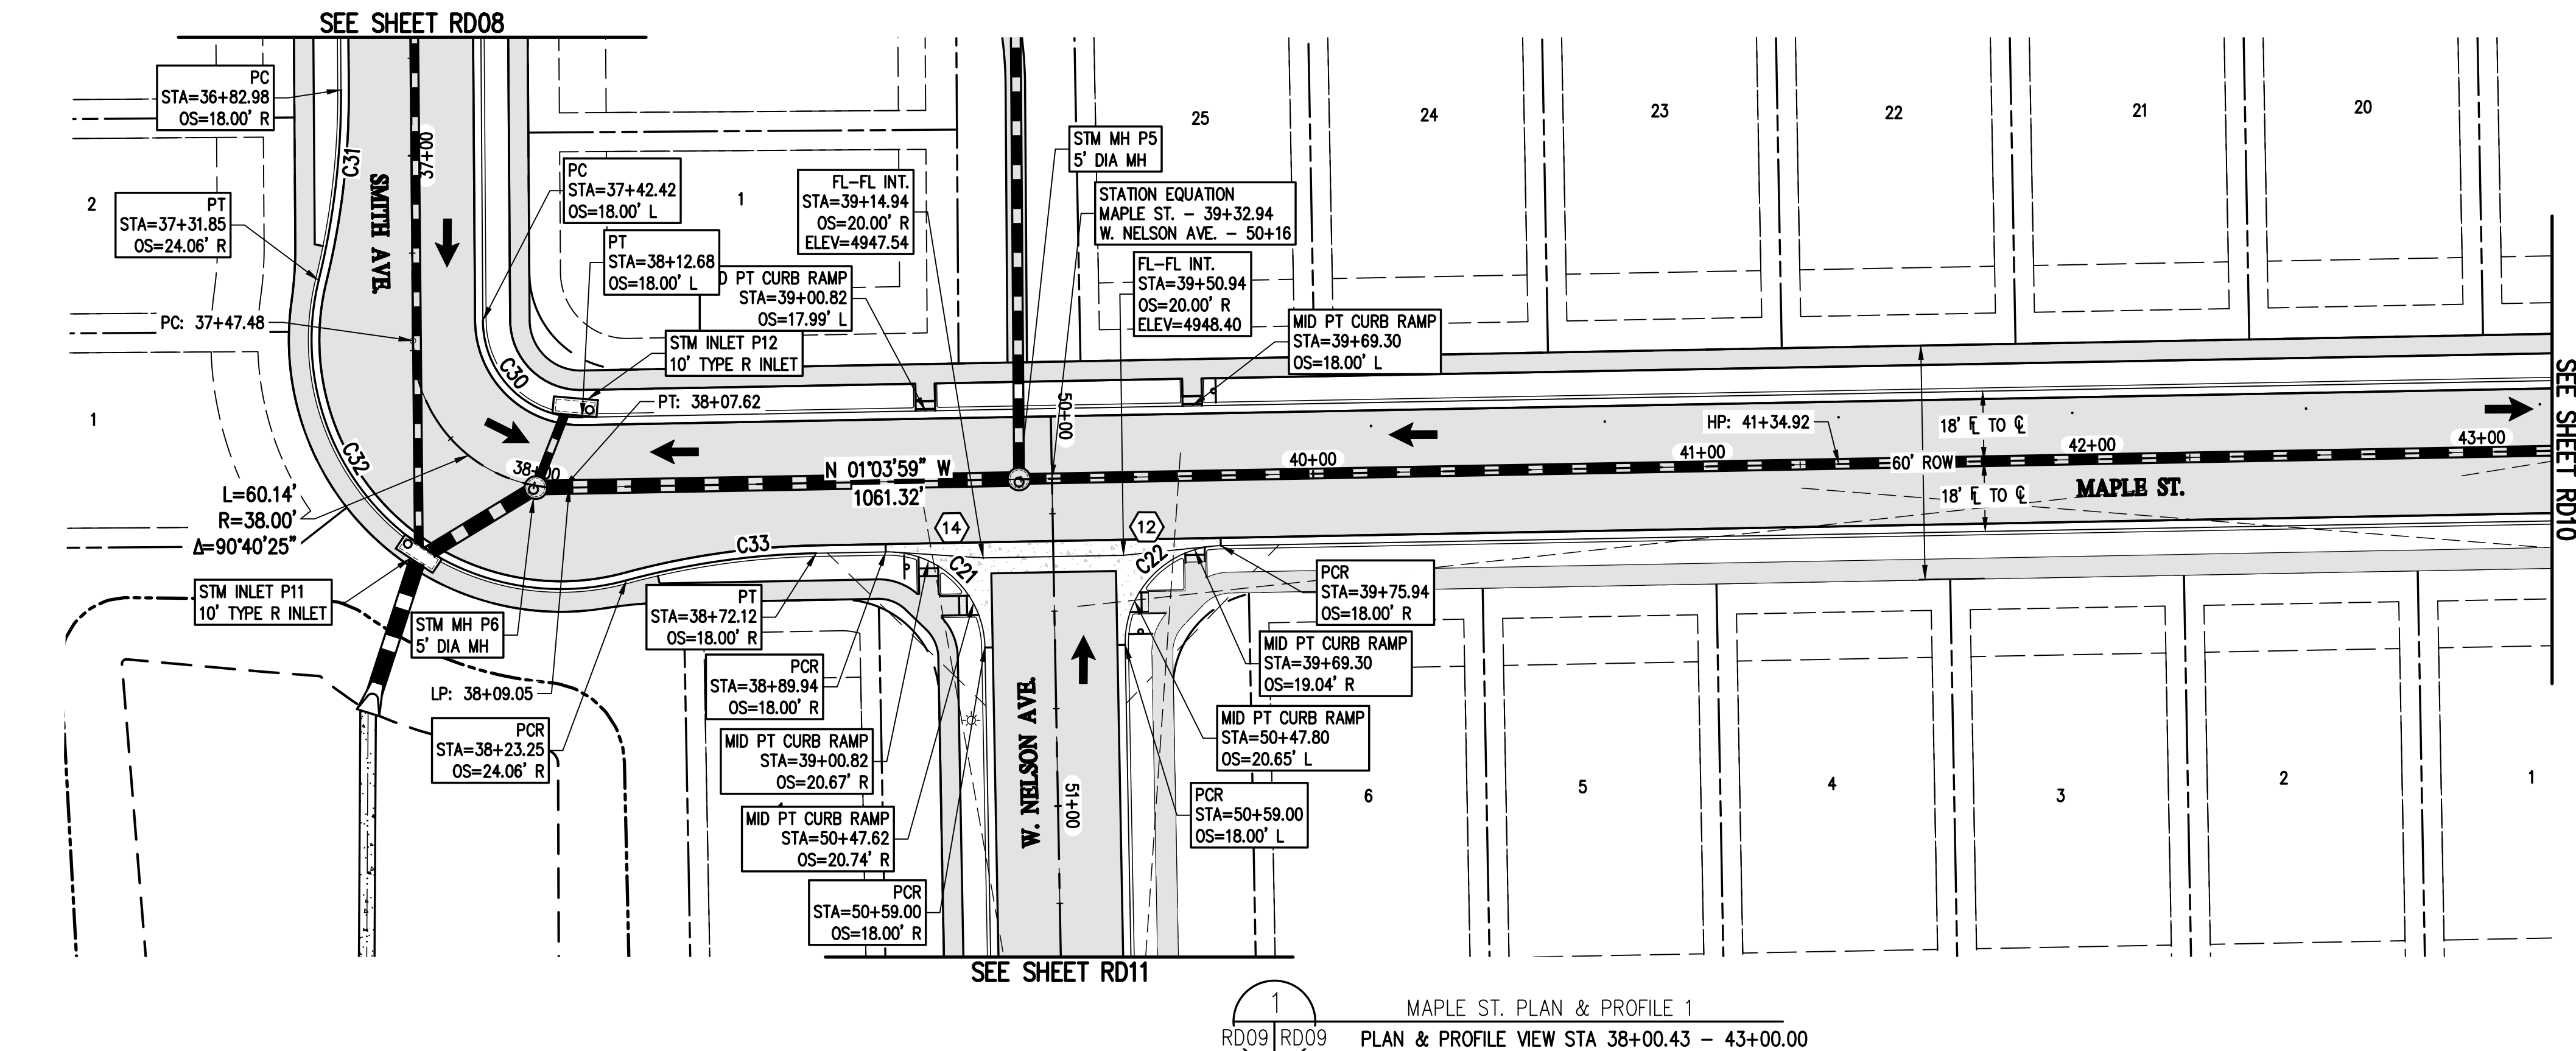 SEE SHEET RD08
PC
STA=36+82.98
OS=18.00' R
C31
37+00
SMITH AVE.
2
PT
STA=37+31.85
OS=24.06' R
PC: 37+47.48
1
C32
L=60.14'
R=38.00'
Δ=90°40'25"
STM INLET P11
10' TYPE R INLET
PC
STA=37+42.42
OS=18.00' L
PT
STA=38+12.68
OS=18.00' L
1
FL-FL INT.
STA=39+14.94
OS=20.00' R
ELEV=4947.54
D PT CURB RAMP
STA=39+00.82
OS=17.99' L
STM INLET P12
10' TYPE R INLET
C30
PT: 38+07.62
38+00
N 01°03'59" W
1061.32'
STM MH P5
5' DIA MH
STATION EQUATION
MAPLE ST. - 39+32.94
W. NELSON AVE. - 50+16
FL-FL INT.
STA=39+50.94
OS=20.00' R
ELEV=4948.40
MID PT CURB RAMP
STA=39+69.30
OS=18.00' L
25
24
23
22
21
20
50+00
40+00
HP: 41+34.92
41+00
60' ROW
18' FL TO CL
18' FL TO CL
42+00
MAPLE ST.
43+00
SEE SHEET RD10
14
12
C33
C21
C22
STM MH P6
5' DIA MH
LP: 38+09.05
PCR
STA=38+23.25
OS=24.06' R
PT
STA=38+72.12
OS=18.00' R
PCR
STA=38+89.94
OS=18.00' R
MID PT CURB RAMP
STA=39+00.82
OS=20.67' R
MID PT CURB RAMP
STA=50+47.62
OS=20.74' R
PCR
STA=50+59.00
OS=18.00' R
W. NELSON AVE.
51+00
PCR
STA=39+75.94
OS=18.00' R
MID PT CURB RAMP
STA=39+69.30
OS=19.04' R
MID PT CURB RAMP
STA=50+47.80
OS=20.65' L
PCR
STA=50+59.00
OS=18.00' L
6
5
4
3
2
1
SEE SHEET RD11
1
RD09 RD09
MAPLE ST. PLAN & PROFILE 1
PLAN & PROFILE VIEW STA 38+00.43 - 43+00.00